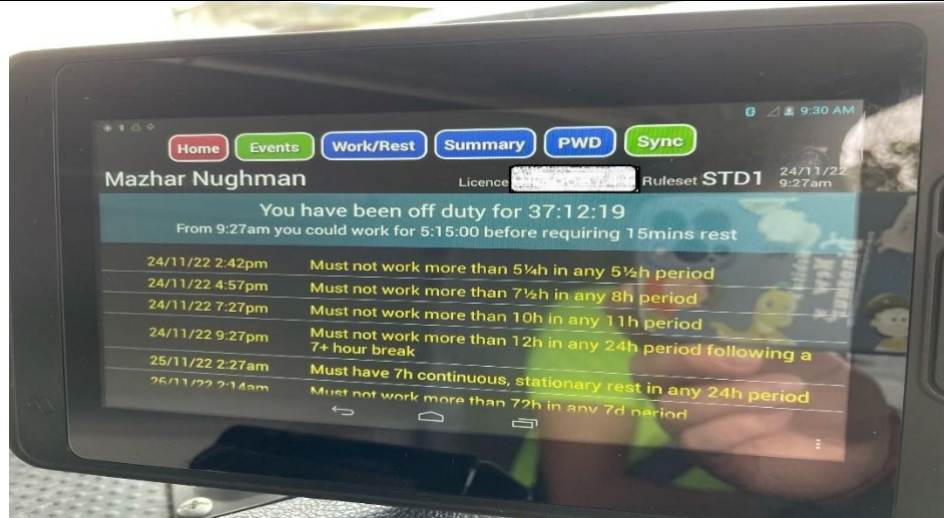 9:30 AM
Home Events Work/Rest Summary PWD Sync
Mazhar Nughman Licence Ruleset STD1 24/11/22
9:27am
You have been off duty for 37:12:19
From 9:27am you could work for 5:15:00 before requiring 15mins rest
24/11/22 2:42pm Must not work more than 5¼h in any 5½h period
24/11/22 4:57pm Must not work more than 7½h in any 8h period
24/11/22 7:27pm Must not work more than 10h in any 11h period
24/11/22 9:27pm Must not work more than 12h in any 24h period following a
7+ hour break
25/11/22 2:27am Must have 7h continuous, stationary rest in any 24h period
26/11/22 2:14am Must not work more than 72h in any 7d period